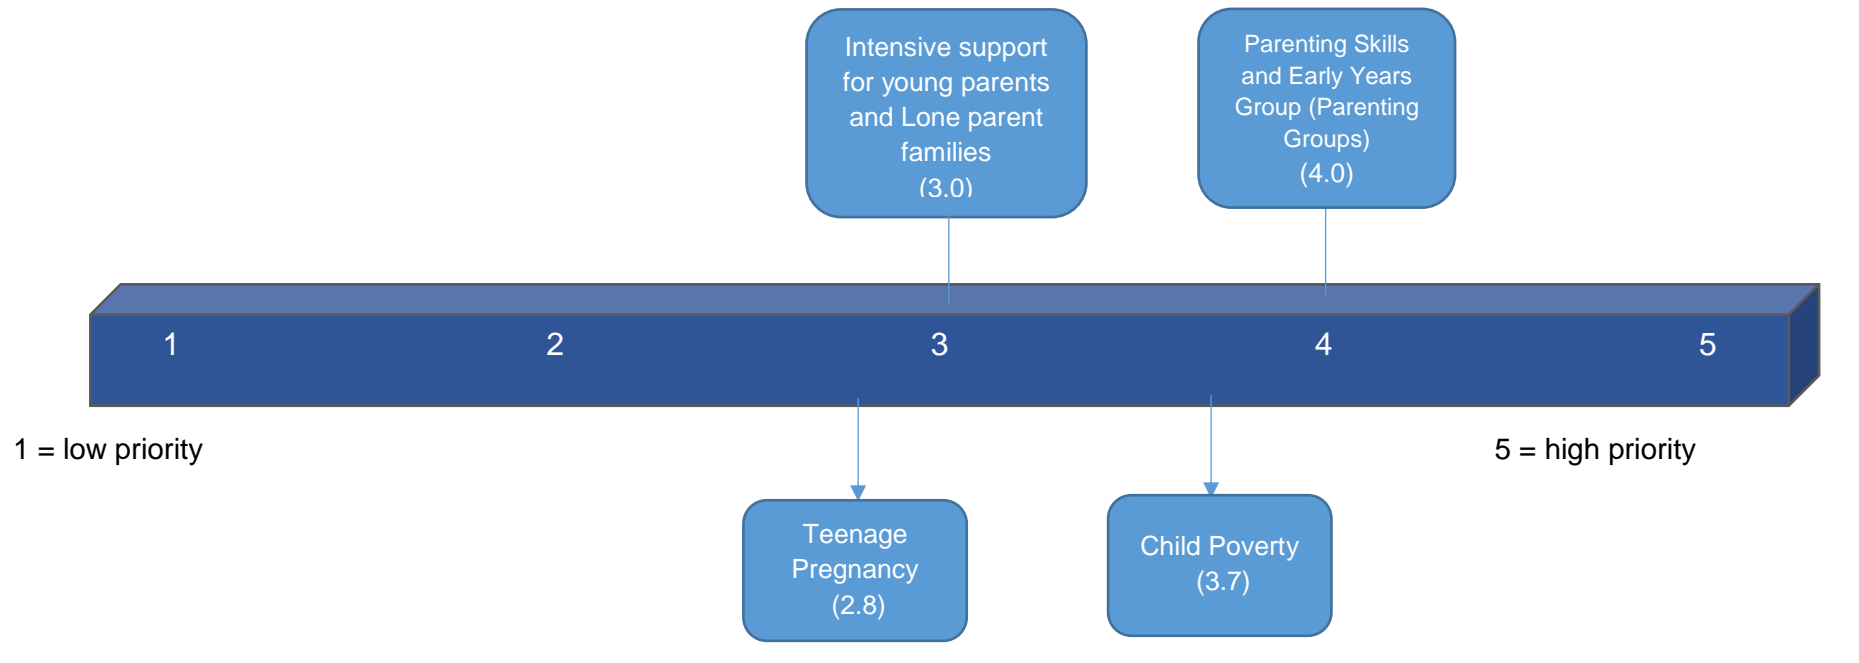 Intensive support
for young parents
and Lone parent
families
(3.0)
Parenting Skills
and Early Years
Group (Parenting
Groups)
(4.0)
1 2 3 4 5
1 = low priority
5 = high priority
Teenage
Pregnancy
(2.8)
Child Poverty
(3.7)